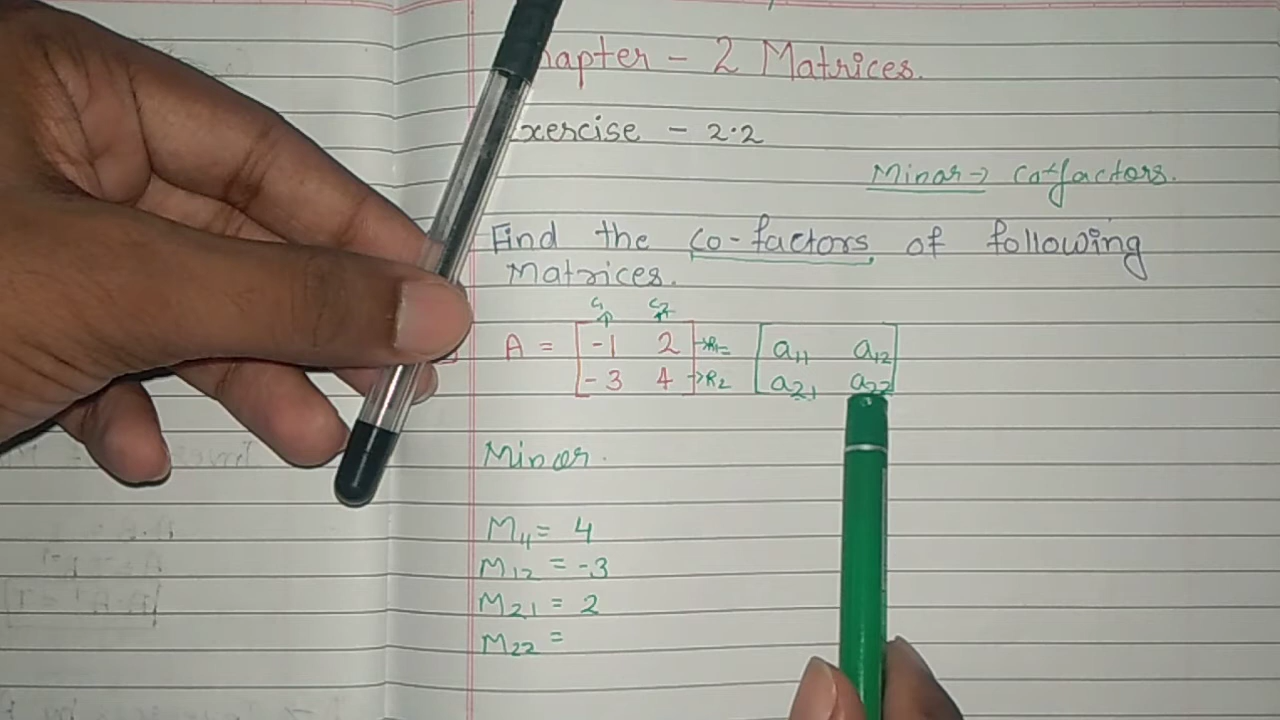 hapter - 2 Matrices.
xercise - 2.2
Minor → Co-factors.
Find the Co-factors of following
Matrices.
C1 C2
A = [ -1 2 →R1 = [ a11 a12
-3 4 ] →R2 a21 a22 ]
Minor.
M11 = 4
M12 = -3
M21 = 2
M22 =